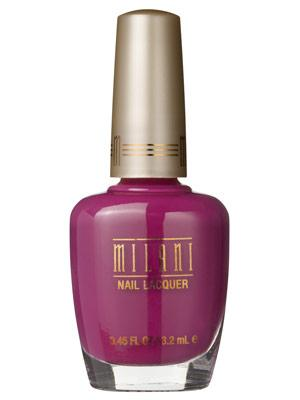 MILANI
NAIL LACQUER
0.45 FL O / 3.2 mL e